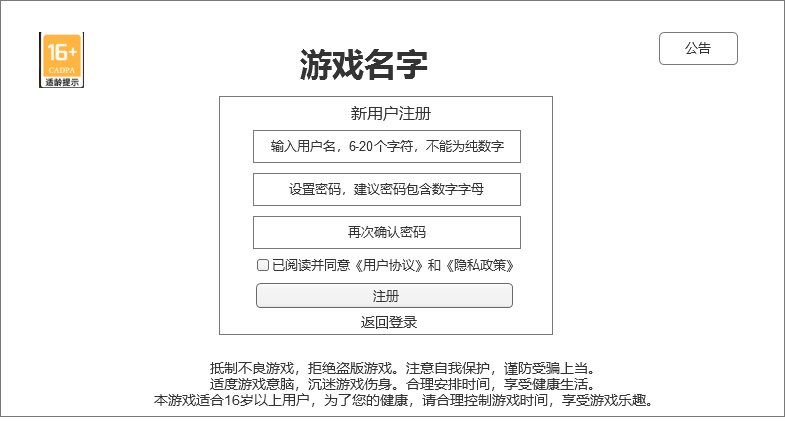 16+
CADPA
适龄提示
游戏名字
公告
新用户注册
输入用户名，6-20个字符，不能为纯数字
设置密码，建议密码包含数字字母
再次确认密码
已阅读并同意《用户协议》和《隐私政策》
注册
返回登录
抵制不良游戏，拒绝盗版游戏。注意自我保护，谨防受骗上当。
适度游戏意脑，沉迷游戏伤身。合理安排时间，享受健康生活。
本游戏适合16岁以上用户，为了您的健康，请合理控制游戏时间，享受游戏乐趣。